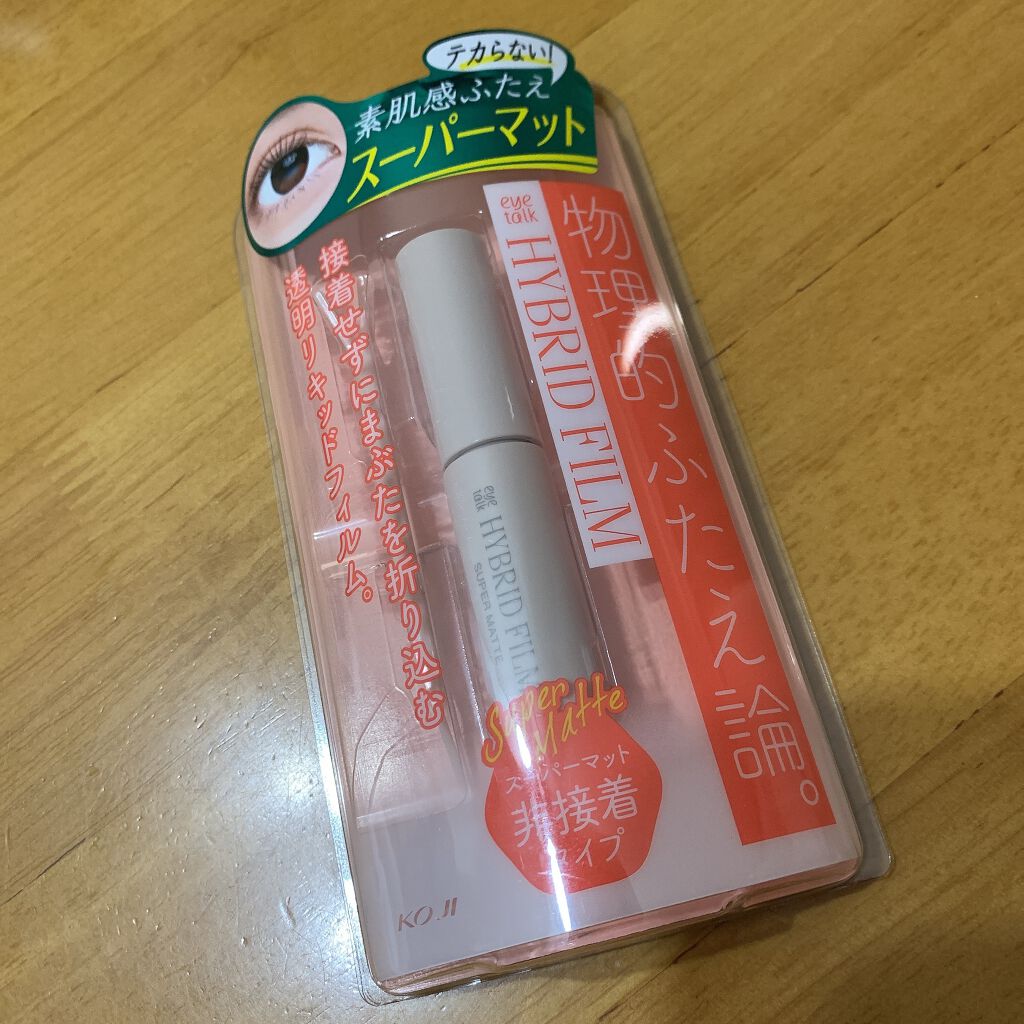 テカらない!
素肌感ふたえ
スーパーマット
物理的ふたえ論。
eye
talk
HYBRID FILM
接着せずにまぶたを折り込む
透明リキッドフィルム。
eye
talk
HYBRID FILM
SUPER MATTE
Super
Matte
スーパーマット
非接着
タイプ
KOJI